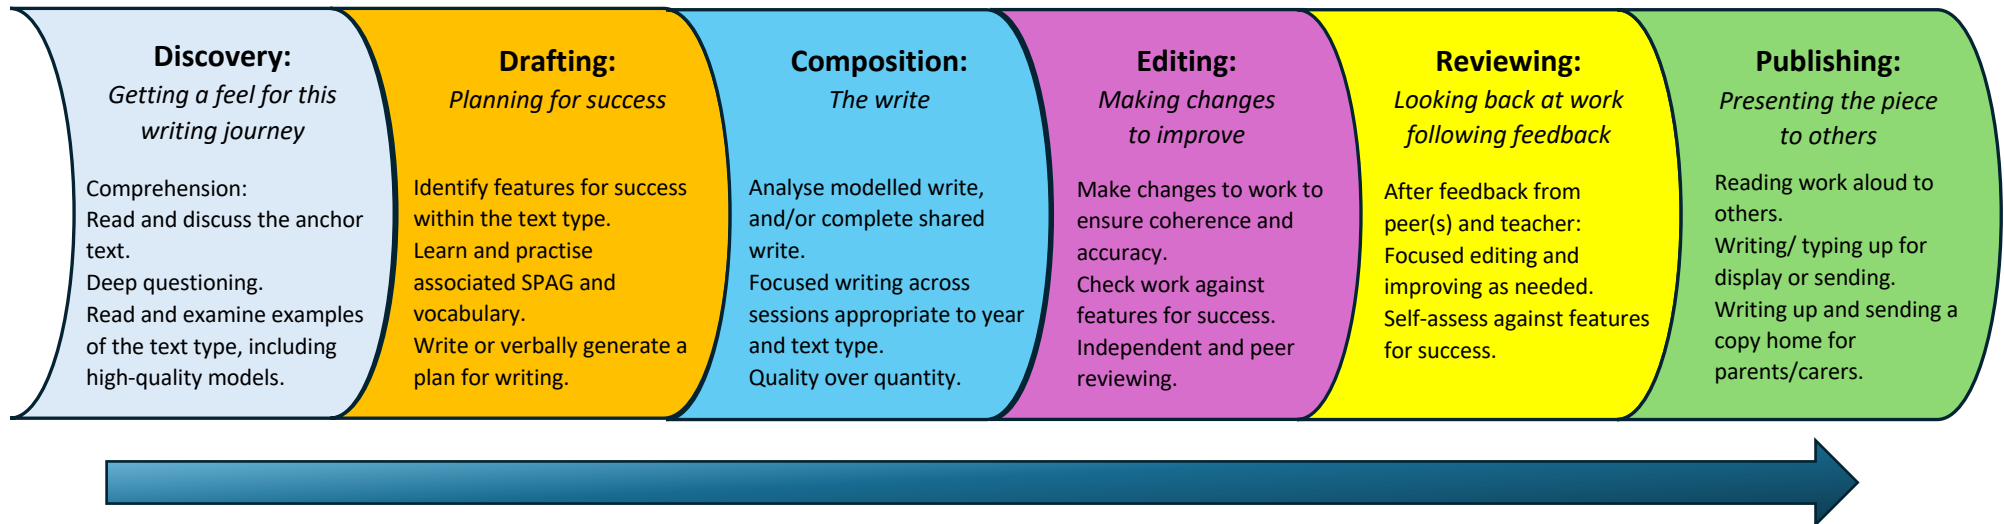 Discovery:
Getting a feel for this
writing journey
Comprehension:
Read and discuss the anchor
text.
Deep questioning.
Read and examine examples
of the text type, including
high-quality models.
Drafting:
Planning for success
Identify features for success
within the text type.
Learn and practise
associated SPAG and
vocabulary.
Write or verbally generate a
plan for writing.
Composition:
The write
Analyse modelled write,
and/or complete shared
write.
Focused writing across
sessions appropriate to year
and text type.
Quality over quantity.
Editing:
Making changes
to improve
Make changes to work to
ensure coherence and
accuracy.
Check work against
features for success.
Independent and peer
reviewing.
Reviewing:
Looking back at work
following feedback
After feedback from
peer(s) and teacher:
Focused editing and
improving as needed.
Self-assess against features
for success.
Publishing:
Presenting the piece
to others
Reading work aloud to
others.
Writing/ typing up for
display or sending.
Writing up and sending a
copy home for
parents/carers.